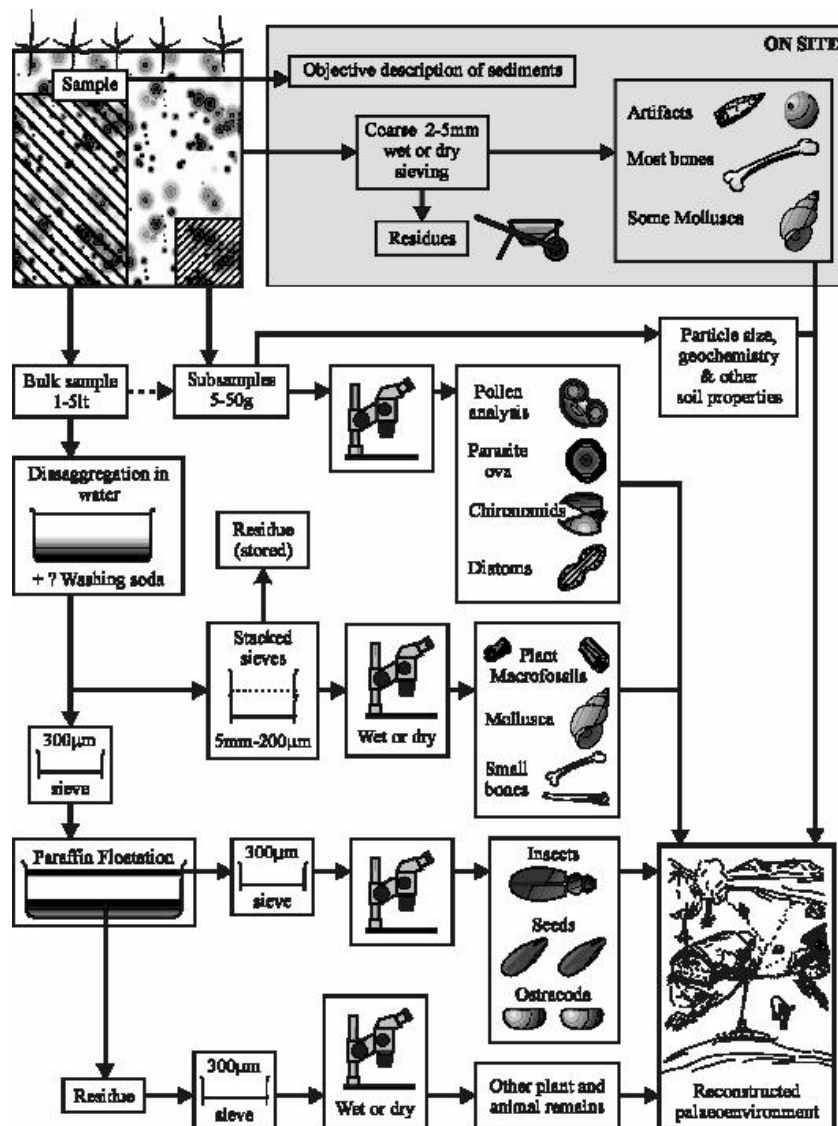 ON SITE
Sample
Objective description of sediments
Coarse 2-5mm
wet or dry
sieving
Residues
Artifacts
Most bones
Some Mollusca
Bulk sample
1-5lt
Subsamples
5-50g
Particle size,
geochemistry
& other
soil properties
Pollen
analysis
Parasite
ova
Chironomids
Diatoms
Dissaggregation in
water
+ ? Washing soda
Residue
(stored)
Stacked
sieves
5mm-200µm
Wet or dry
Plant
Macrofossils
Mollusca
Small
bones
300µm
sieve
Paraffin Floatation
300µm
sieve
Insects
Seeds
Ostracoda
Residue
300µm
sieve
Wet or dry
Other plant and
animal remains
Reconstructed
palaeoenvironment